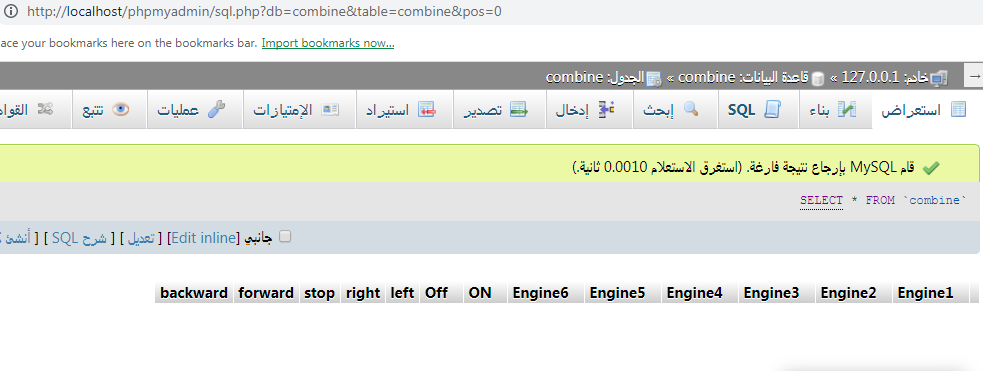 http://localhost/phpmyadmin/sql.php?db=combine&table=combine&pos=0
ace your bookmarks here on the bookmarks bar. Import bookmarks now...
خادم: 127.0.0.1 » قاعدة البيانات: combine » الجدول: combine
استعراض بناء SQL إبحث إدخال تصدير استيراد الإمتيازات عمليات تتبع القواد
قام MySQL بإرجاع نتيجة فارغة. (استغرق الاستعلام 0.0010 ثانية.)
SELECT * FROM `combine`
جانبي [Edit inline] [ تعديل ] [ شرح SQL ] [ أنشئ
backward forward stop right left Off ON Engine6 Engine5 Engine4 Engine3 Engine2 Engine1